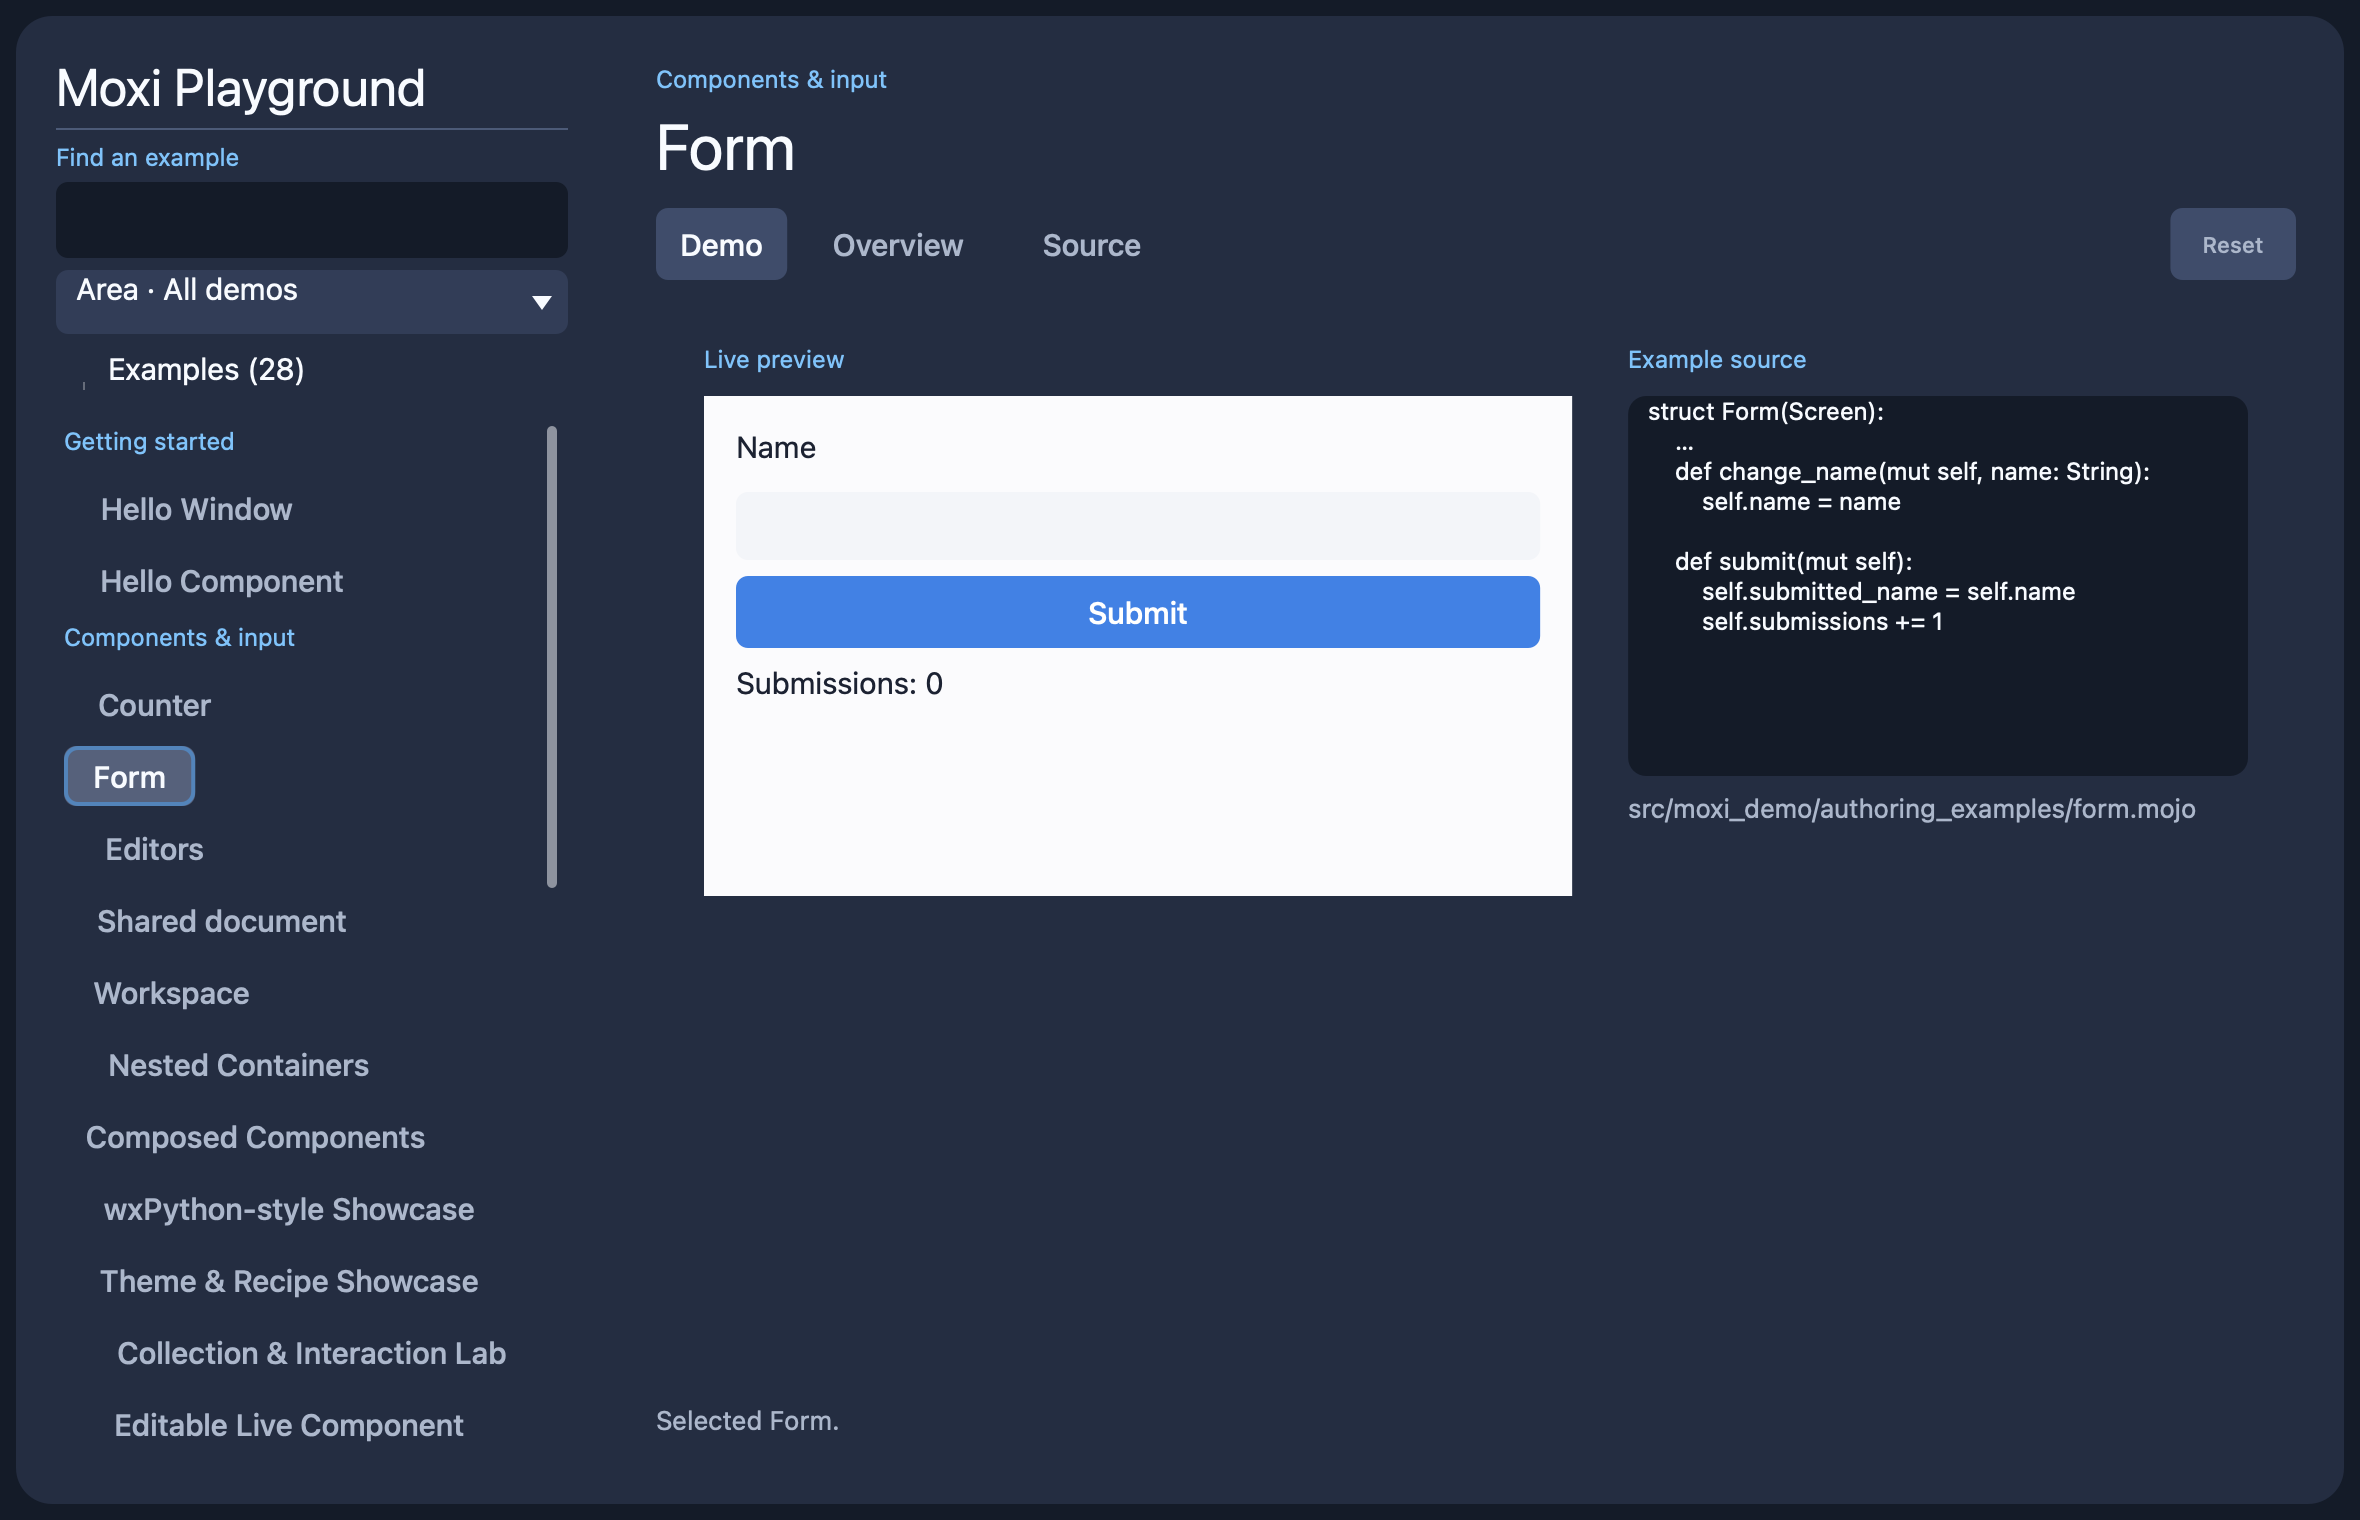 Moxi Playground
Find an example
Area · All demos
Examples (28)
Getting started
Hello Window
Hello Component
Components & input
Counter
Form
Editors
Shared document
Workspace
Nested Containers
Composed Components
wxPython-style Showcase
Theme & Recipe Showcase
Collection & Interaction Lab
Editable Live Component
Components & input
Form
Demo
Overview
Source
Reset
Live preview
Name
Submit
Submissions: 0
Example source
struct Form(Screen):
    ...
    def change_name(mut self, name: String):
        self.name = name

    def submit(mut self):
        self.submitted_name = self.name
        self.submissions += 1
src/moxi_demo/authoring_examples/form.mojo
Selected Form.